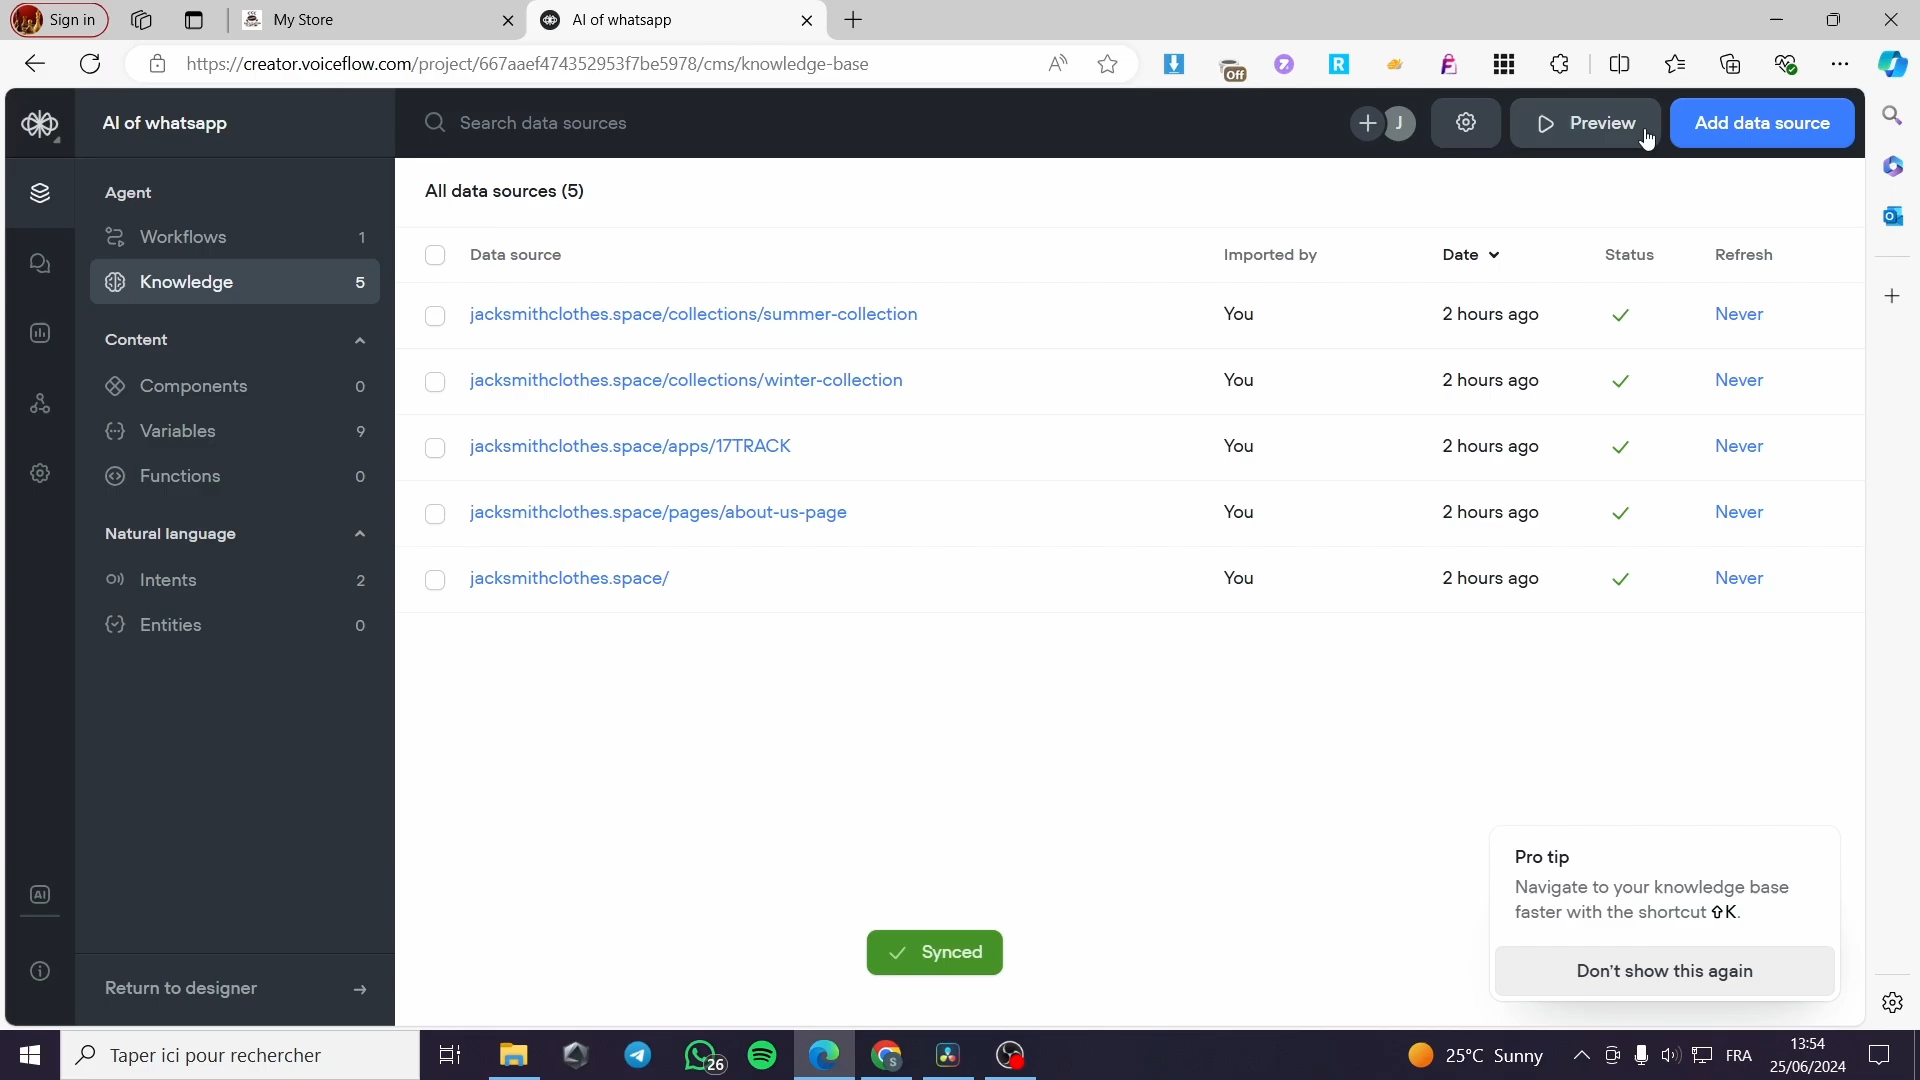 Sign in
My Store
AI of whatsapp
https://creator.voiceflow.com/project/667aaef474352953f7be5978/cms/knowledge-base
Off
AI of whatsapp
Search data sources
J
Preview
Add data source
Agent
Workflows 1
Knowledge 5
Content
Components 0
Variables 9
Functions 0
Natural language
Intents 2
Entities 0
AI
Return to designer
All data sources (5)
Data source Imported by Date Status Refresh
jacksmithclothes.space/collections/summer-collection You 2 hours ago Never
jacksmithclothes.space/collections/winter-collection You 2 hours ago Never
jacksmithclothes.space/apps/17TRACK You 2 hours ago Never
jacksmithclothes.space/pages/about-us-page You 2 hours ago Never
jacksmithclothes.space/ You 2 hours ago Never
Pro tip
Navigate to your knowledge base
faster with the shortcut ⇧K.
Don't show this again
Synced
Taper ici pour rechercher
26
25°C Sunny
FRA
13:54
25/06/2024